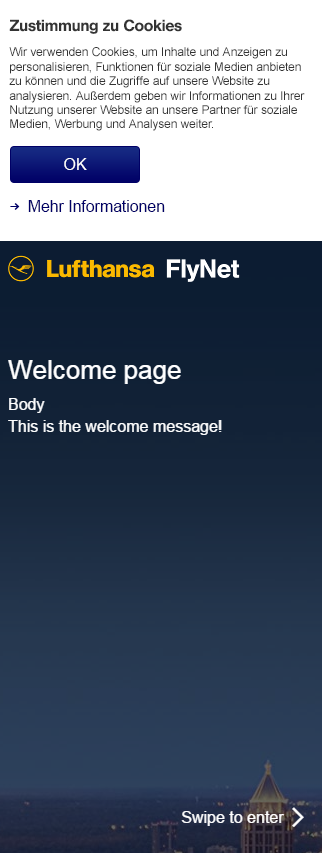 Zustimmung zu Cookies
Wir verwenden Cookies, um Inhalte und Anzeigen zu
personalisieren, Funktionen für soziale Medien anbieten
zu können und die Zugriffe auf unsere Website zu
analysieren. Außerdem geben wir Informationen zu Ihrer
Nutzung unserer Website an unsere Partner für soziale
Medien, Werbung und Analysen weiter.
OK
Mehr Informationen
Lufthansa FlyNet
Welcome page
Body
This is the welcome message!
Swipe to enter